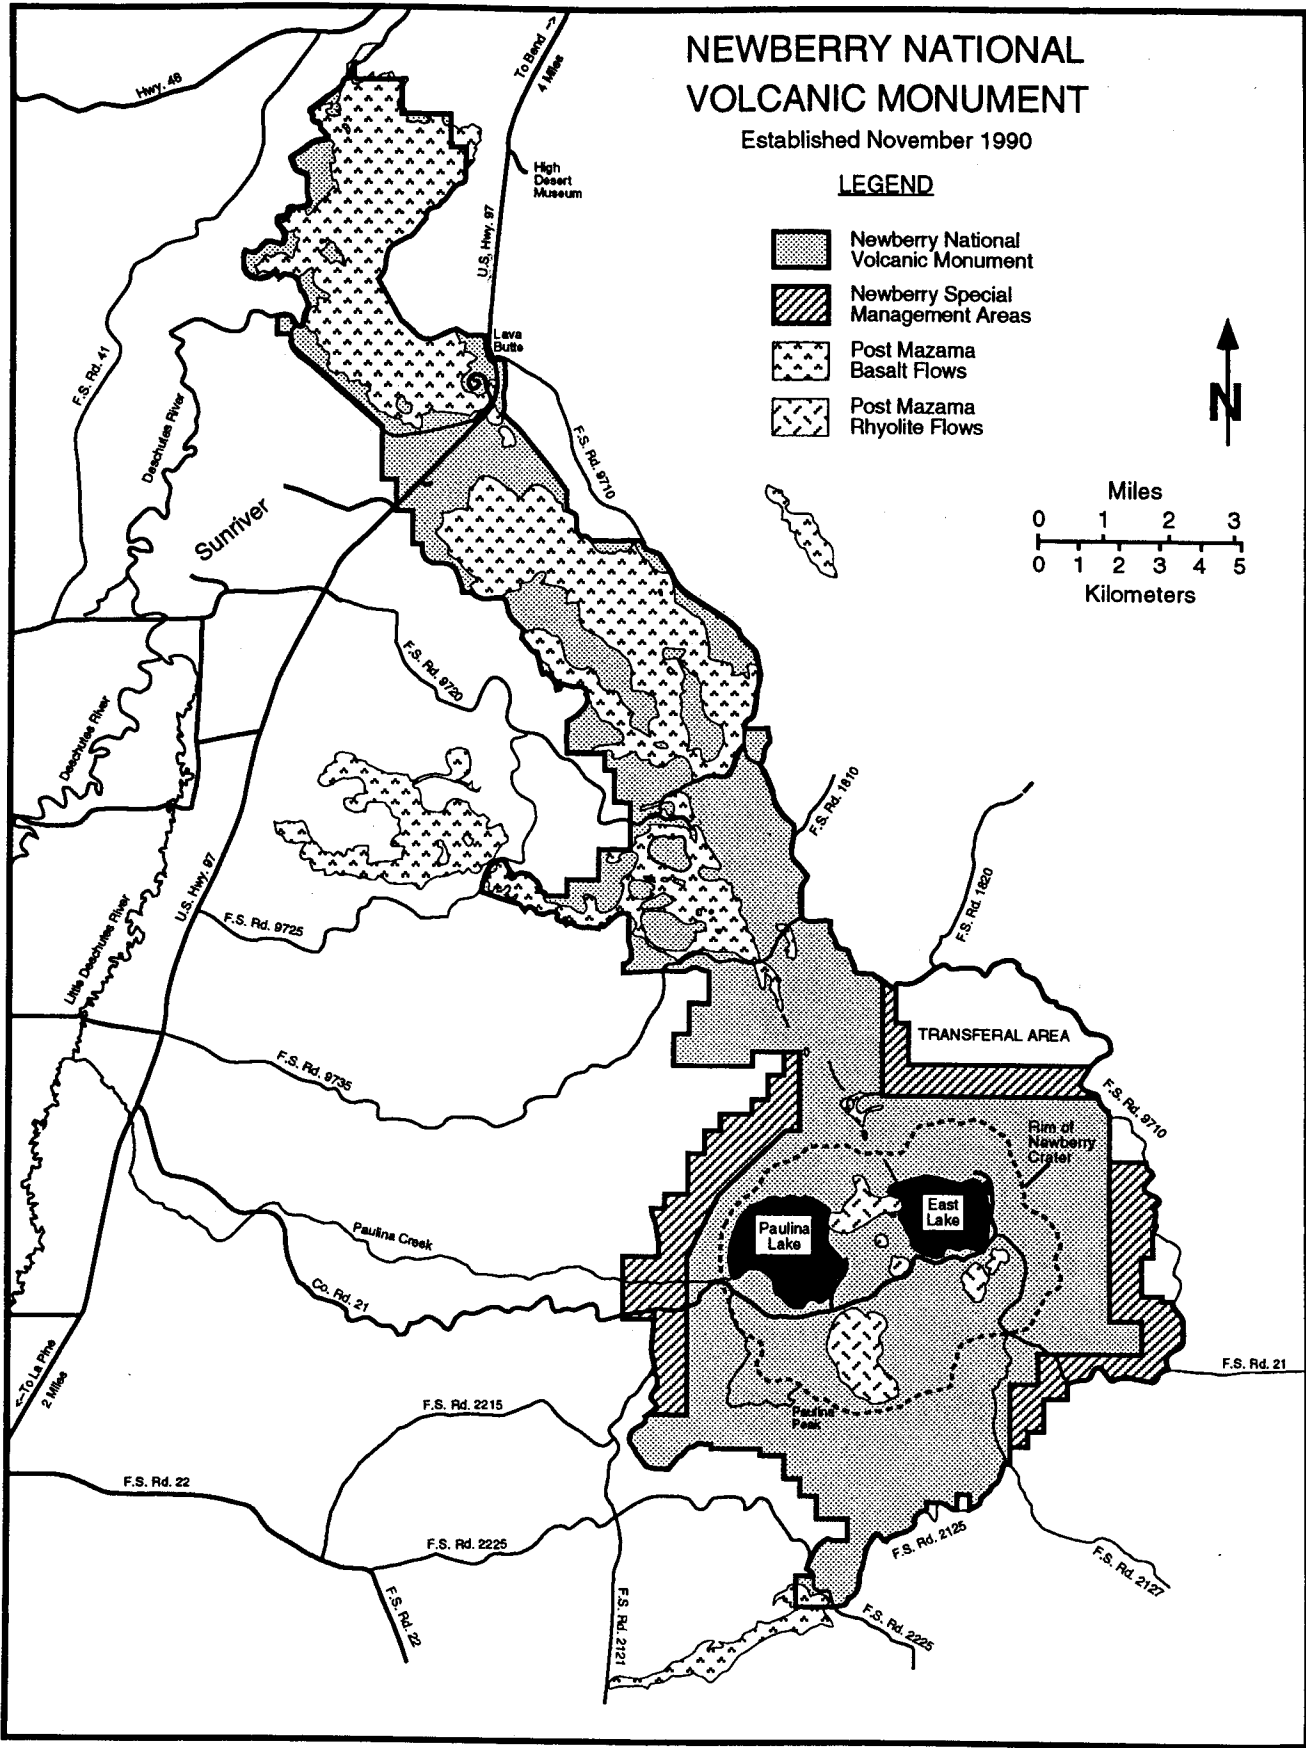 NEWBERRY NATIONAL
VOLCANIC MONUMENT
Established November 1990
LEGEND
Newberry National
Volcanic Monument
Newberry Special
Management Areas
Post Mazama
Basalt Flows
Post Mazama
Rhyolite Flows
N
Miles
0 1 2 3
0 1 2 3 4 5
Kilometers
Hwy. 46
To Bend -->
4 Miles
High
Desert
Museum
U.S. Hwy. 97
Lava
Butte
F.S. Rd. 41
Deschutes River
F.S. Rd. 9710
Sunriver
F.S. Rd. 9720
Deschutes River
F.S. Rd. 1810
U.S. Hwy. 97
F.S. Rd. 1820
F.S. Rd. 9725
Little Deschutes River
TRANSFERAL AREA
F.S. Rd. 9735
F.S. Rd. 9710
Rim of
Newberry
Crater
East
Lake
Paulina
Lake
Paulina Creek
Co. Rd. 21
<--To La Pine
2 Miles
F.S. Rd. 21
F.S. Rd. 2215
Paulina
Peak
F.S. Rd. 22
F.S. Rd. 2225
F.S. Rd. 2125
F.S. Rd. 2127
F.S. Rd. 22
F.S. Rd. 2121
F.S. Rd. 2225